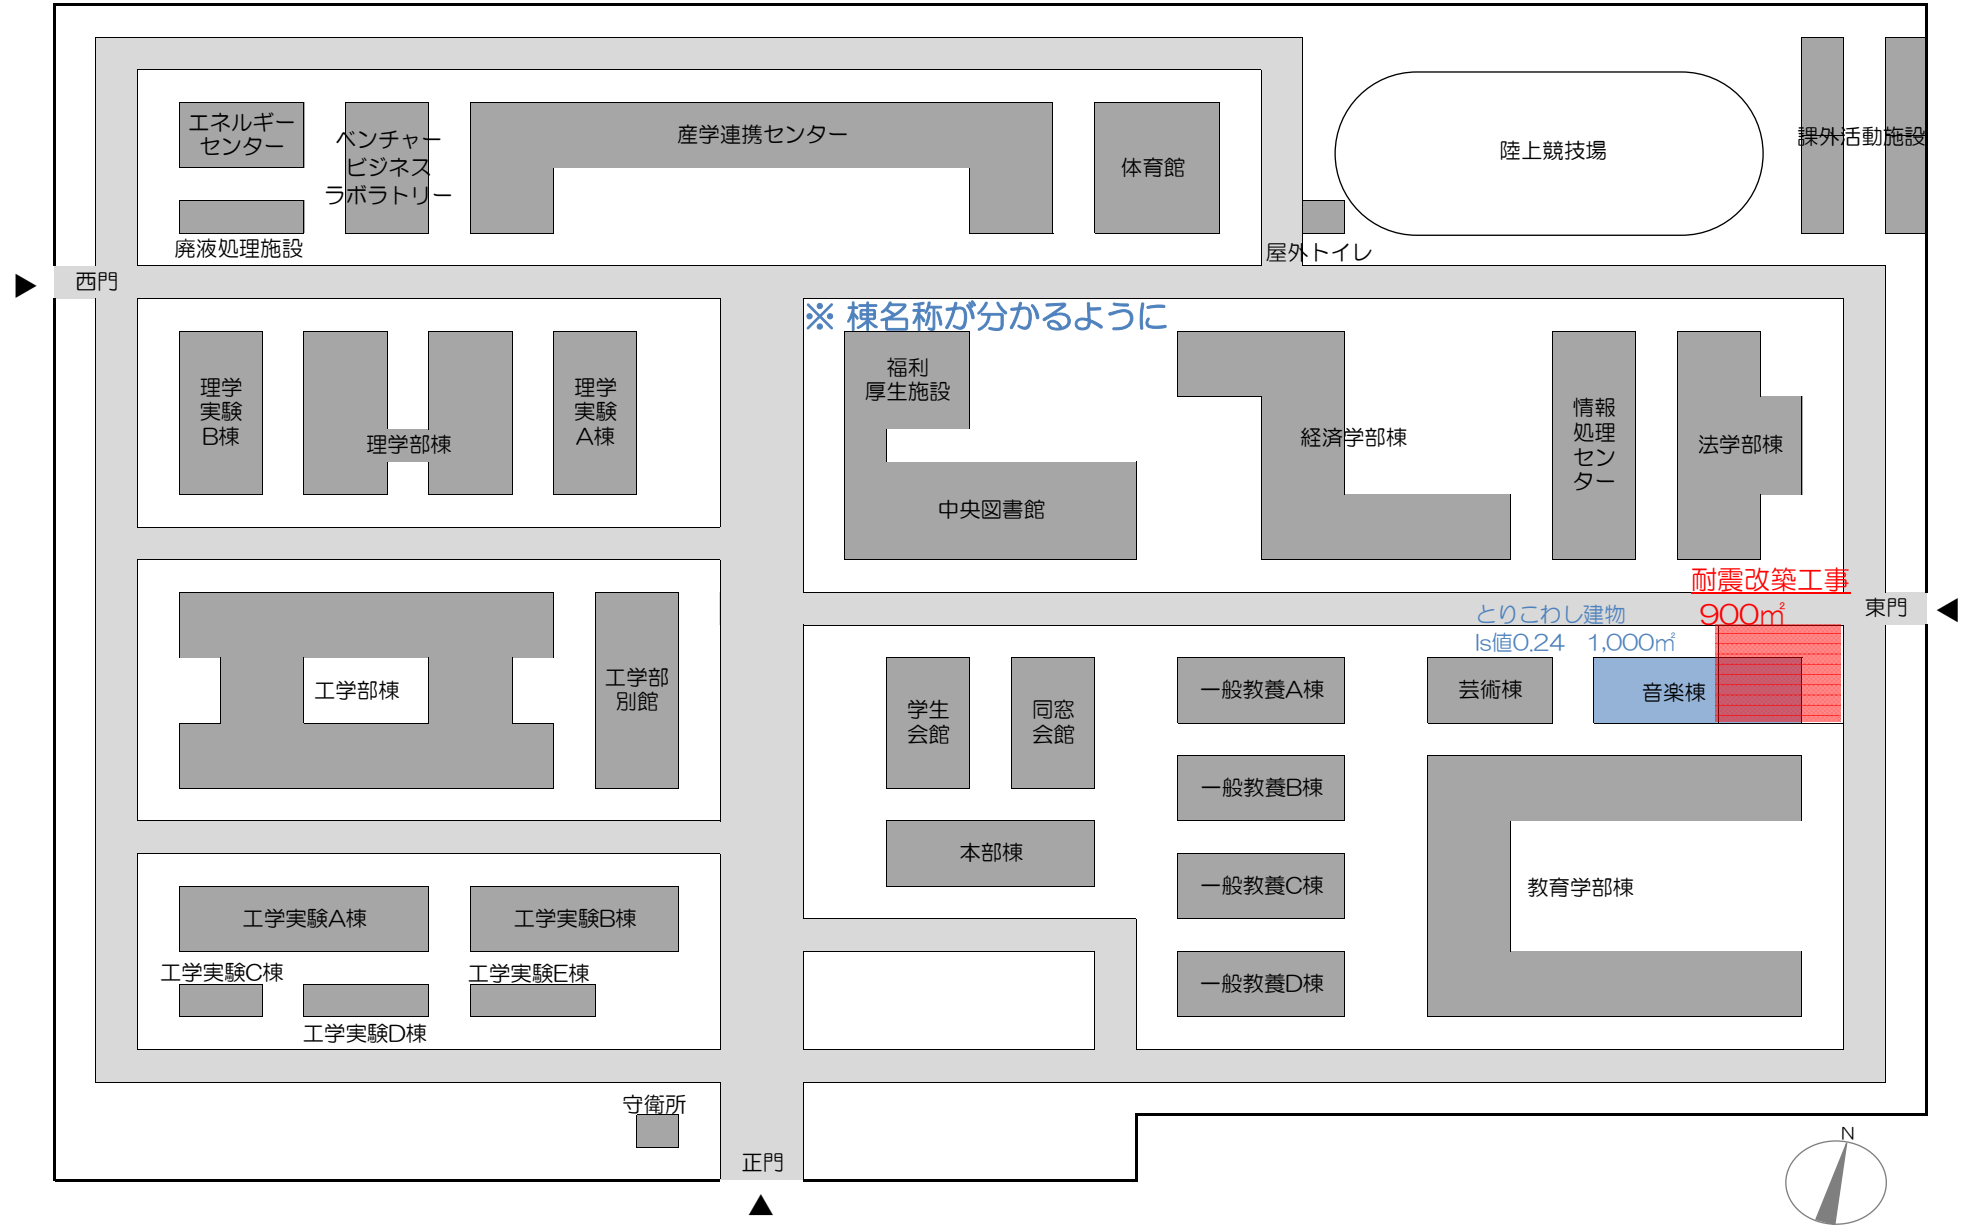 エネルギー
センター
ベンチャー
ビジネス
ラボラトリー
産学連携センター
体育館
陸上競技場
課外活動施設
廃液処理施設
屋外トイレ
西門
※ 棟名称が分かるように
理学
実験
B棟
理学部棟
理学
実験
A棟
福利
厚生施設
中央図書館
経済学部棟
情報
処理
セン
ター
法学部棟
耐震改築工事
900㎡
東門
とりこわし建物
Is値0.24 1,000㎡
工学部棟
工学部
別館
学生
会館
同窓
会館
一般教養A棟
芸術棟
音楽棟
一般教養B棟
本部棟
一般教養C棟
教育学部棟
工学実験A棟
工学実験B棟
工学実験C棟
工学実験E棟
一般教養D棟
工学実験D棟
守衛所
正門
N